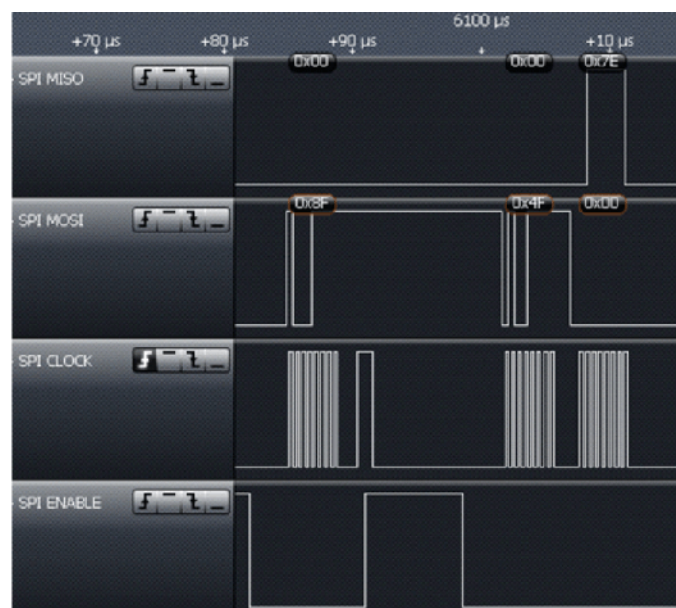 6100 µs
+70 µs +80 µs +90 µs +10 µs
0x00 0x00 0x7E
SPI MISO
0x8F 0x4F 0x00
SPI MOSI
SPI CLOCK
SPI ENABLE